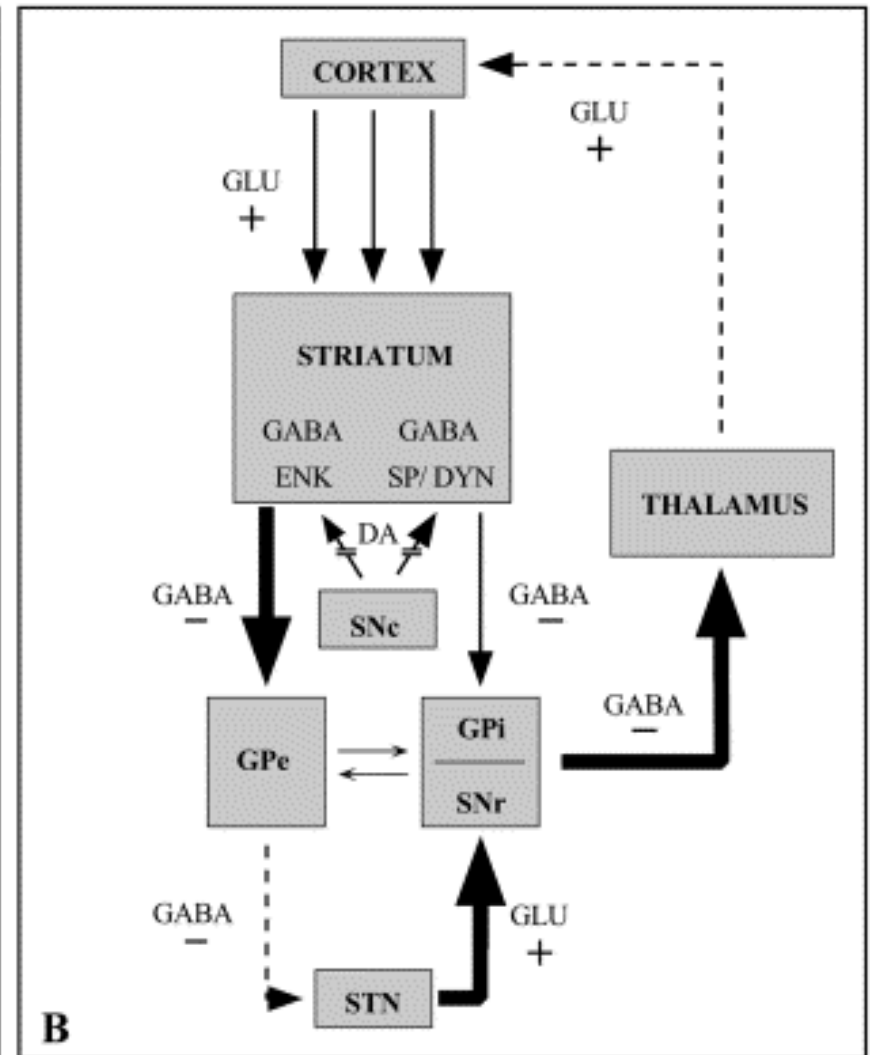 CORTEX
GLU
+
GLU
+
STRIATUM
GABA GABA
ENK SP/ DYN
THALAMUS
DA
GABA
−
SNc
GABA
−
GABA
−
GPe
GPi
SNr
GABA
−
GLU
+
STN
B